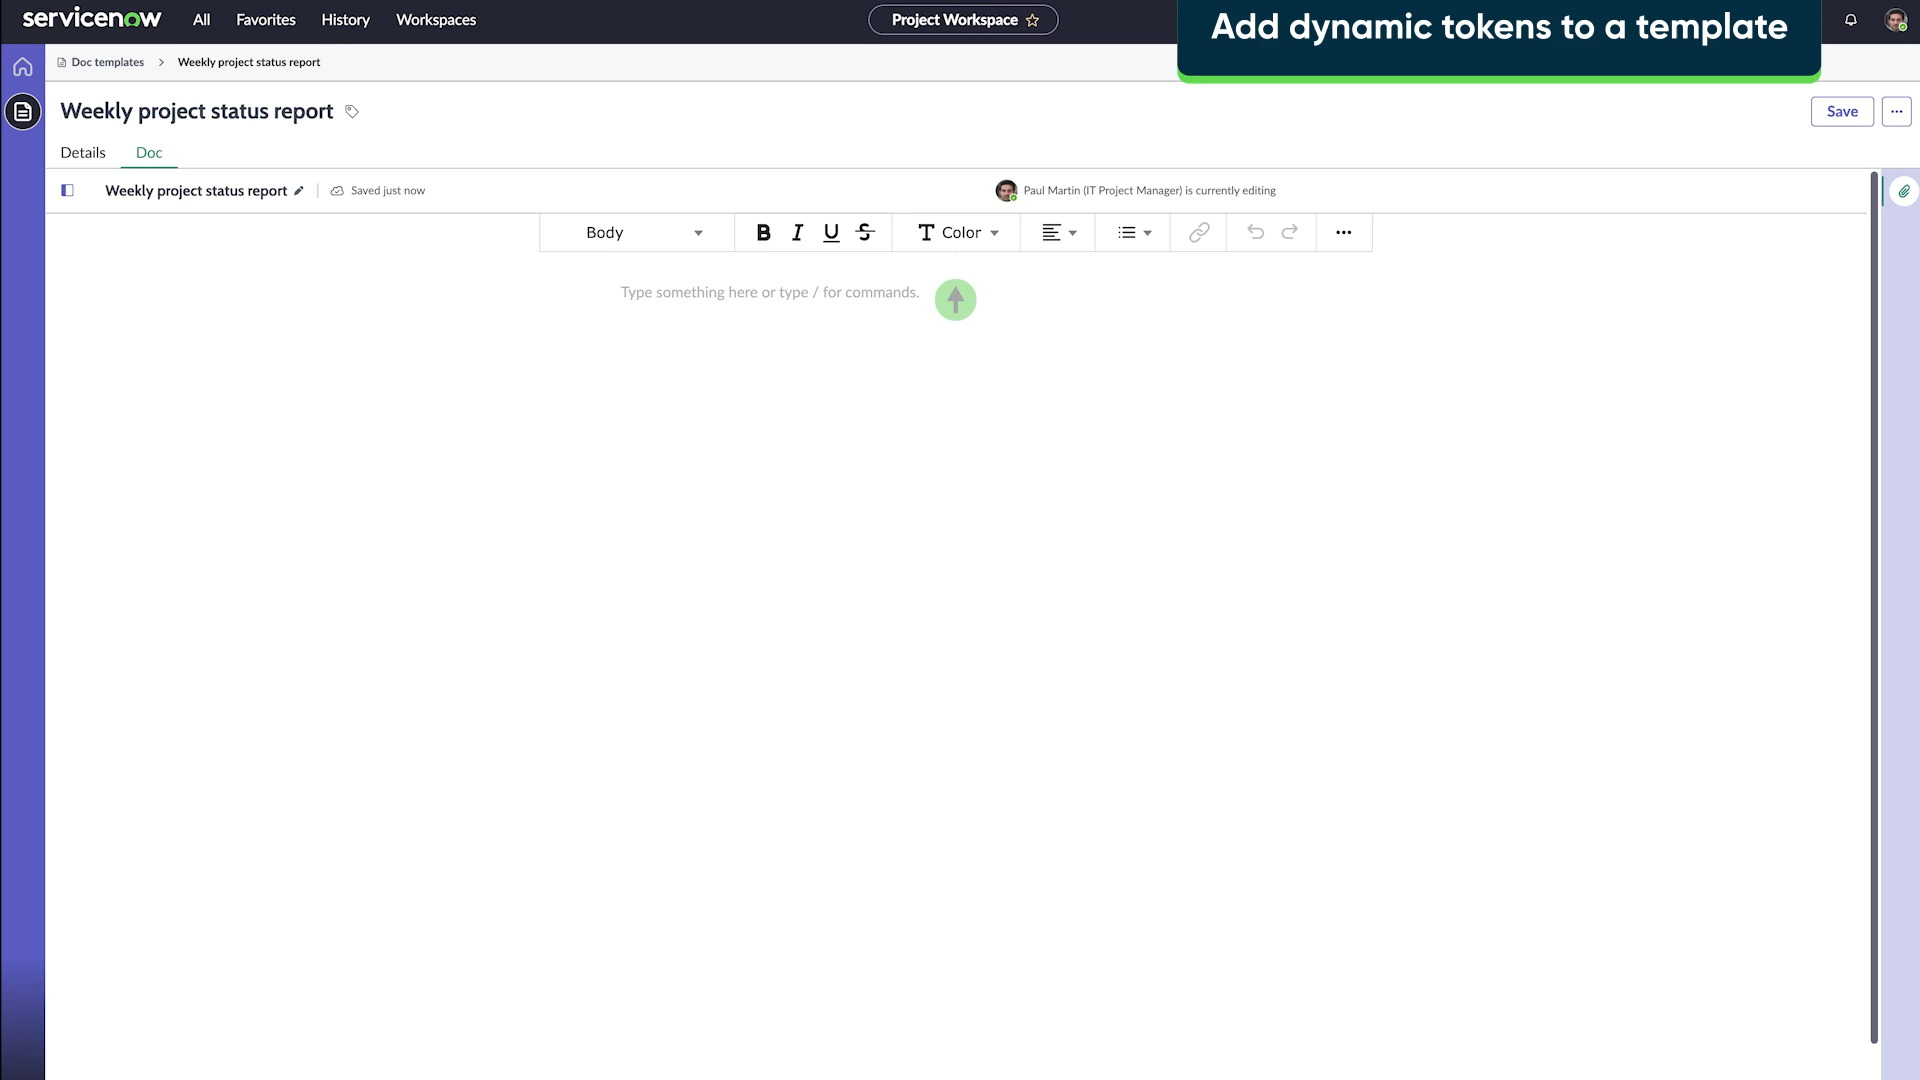 servicenow All Favorites History Workspaces Project Workspace Add dynamic tokens to a template
Doc templates > Weekly project status report
Weekly project status report Save ...
Details Doc
Weekly project status report Saved just now Paul Martin (IT Project Manager) is currently editing
Body B I U S T Color ...
Type something here or type / for commands.